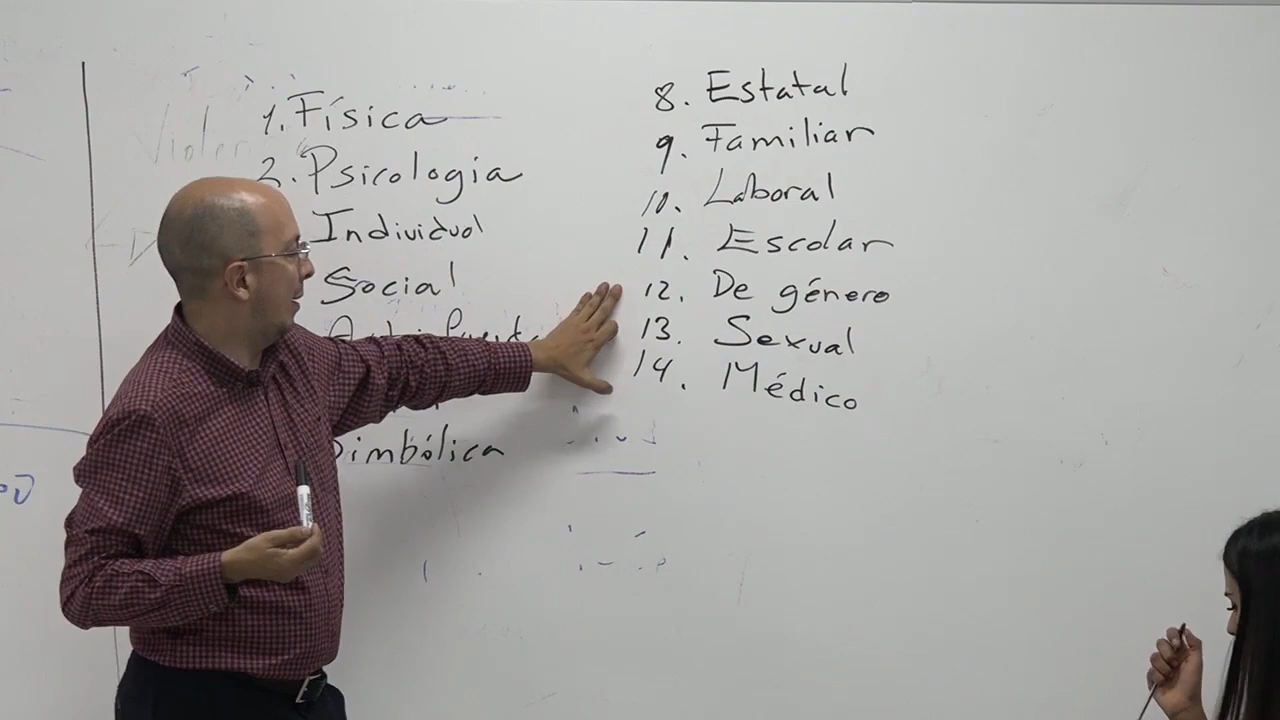 1. Física
2. Psicologia
Individual
Social
Simbólica
8. Estatal
9. Familiar
10. Laboral
11. Escolar
12. De género
13. Sexual
14. Médico